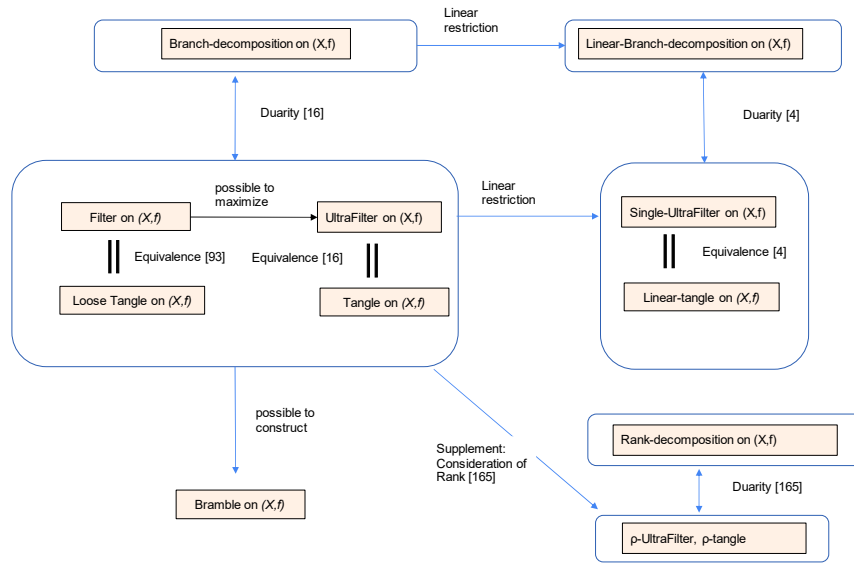 Linear
restriction
Branch-decomposition on (X,f)
Linear-Branch-decomposition on (X,f)
Duarity [16]
Duarity [4]
possible to
maximize
Linear
restriction
Filter on (X,f)
UltraFilter on (X,f)
Single-UltraFilter on (X,f)
Equivalence [93]
Equivalence [16]
Equivalence [4]
Loose Tangle on (X,f)
Tangle on (X,f)
Linear-tangle on (X,f)
possible to
construct
Supplement:
Consideration of
Rank [165]
Rank-decomposition on (X,f)
Duarity [165]
Bramble on (X,f)
ρ-UltraFilter, ρ-tangle